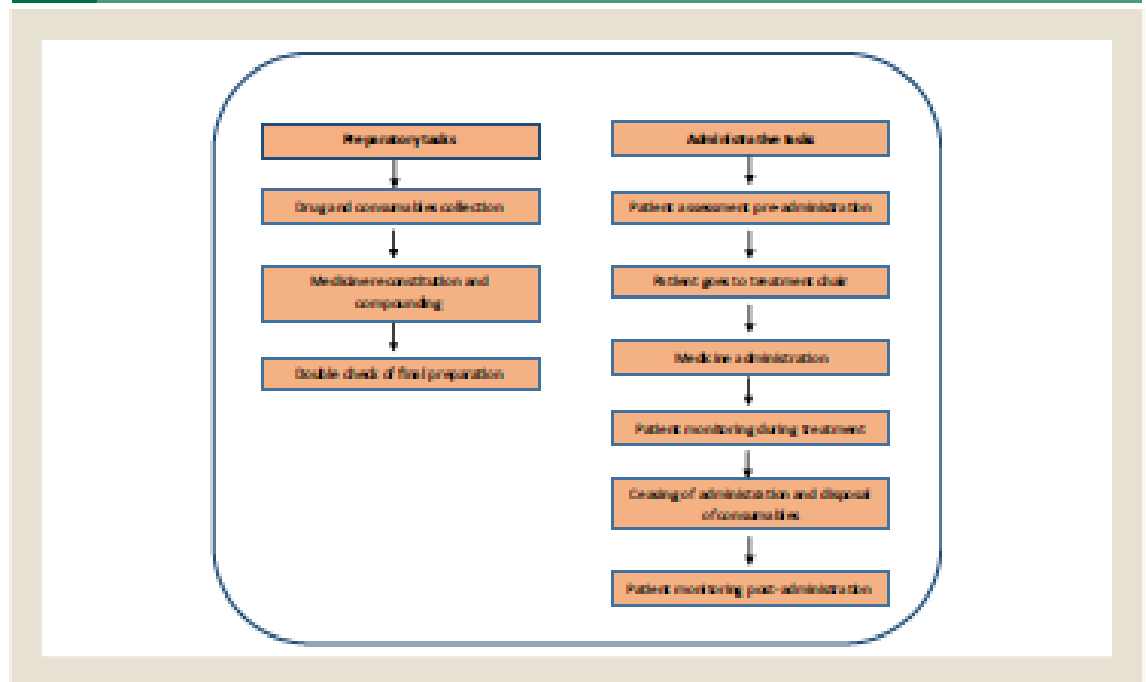 Preparatory tasks
Drug and consumables collection
Medicine reconstitution and
compounding
Double check of final preparation
Administrative tasks
Patient assessment pre-administration
Patient goes to treatment chair
Medicine administration
Patient monitoring during treatment
Ceasing of administration and disposal
of consumables
Patient monitoring post-administration